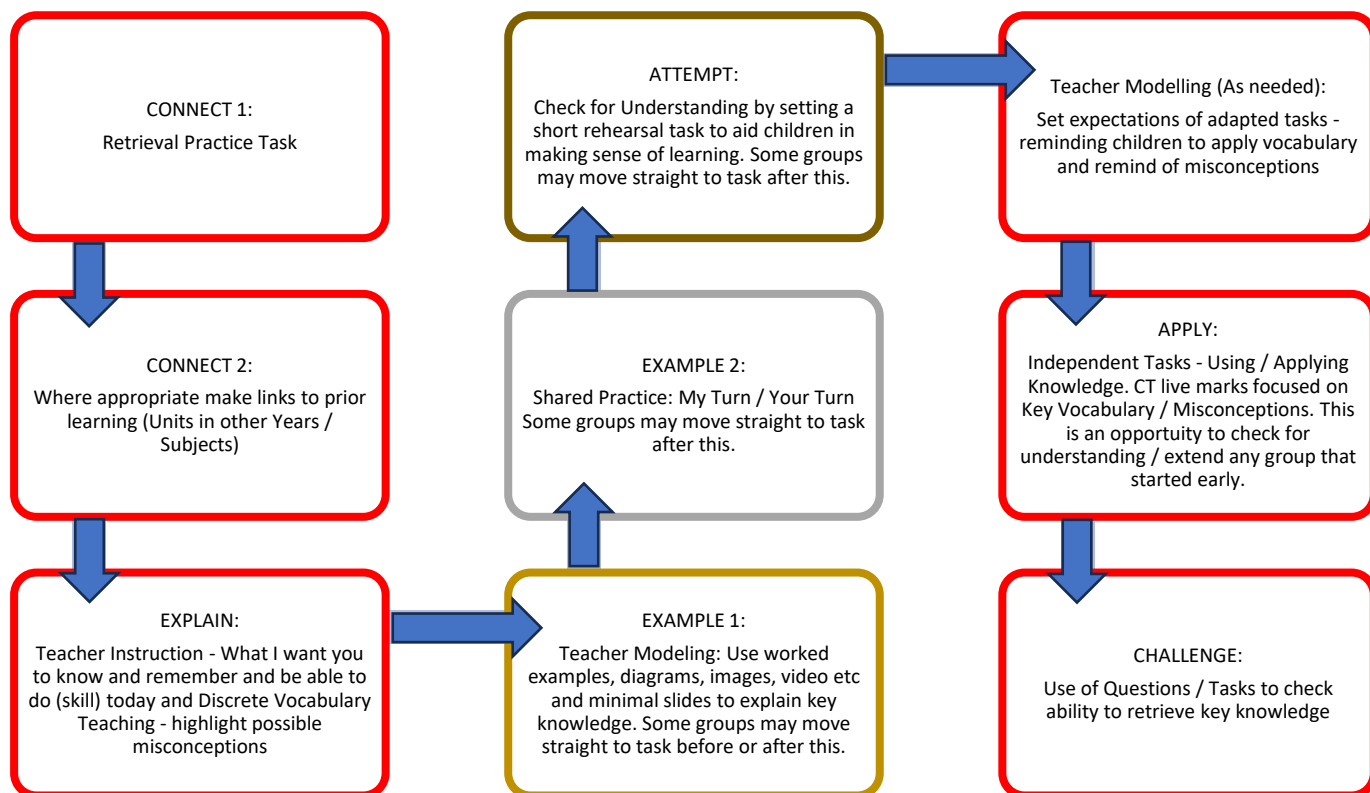 CONNECT 1:
Retrieval Practice Task
CONNECT 2:
Where appropriate make links to prior
learning (Units in other Years /
Subjects)
EXPLAIN:
Teacher Instruction - What I want you
to know and remember and be able to
do (skill) today and Discrete Vocabulary
Teaching - highlight possible
misconceptions
EXAMPLE 1:
Teacher Modeling: Use worked
examples, diagrams, images, video etc
and minimal slides to explain key
knowledge. Some groups may move
straight to task before or after this.
EXAMPLE 2:
Shared Practice: My Turn / Your Turn
Some groups may move straight to task
after this.
ATTEMPT:
Check for Understanding by setting a
short rehearsal task to aid children in
making sense of learning. Some groups
may move straight to task after this.
Teacher Modelling (As needed):
Set expectations of adapted tasks -
reminding children to apply vocabulary
and remind of misconceptions
APPLY:
Independent Tasks - Using / Applying
Knowledge. CT live marks focused on
Key Vocabulary / Misconceptions. This
is an opportuity to check for
understanding / extend any group that
started early.
CHALLENGE:
Use of Questions / Tasks to check
ability to retrieve key knowledge